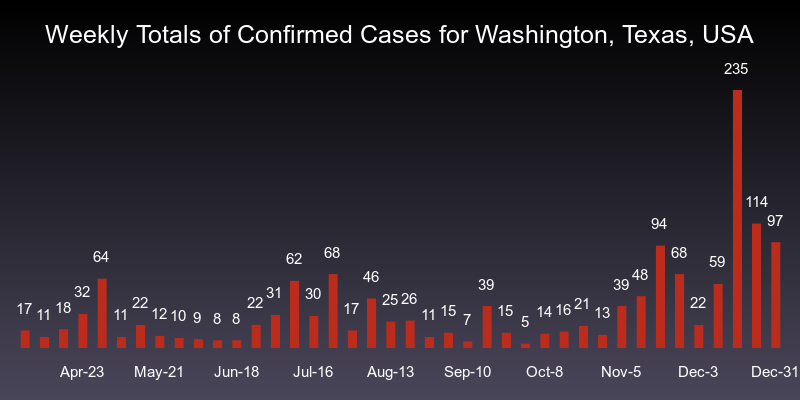 Weekly Totals of Confirmed Cases for Washington, Texas, USA
17 11 18 32 64 11 22 12 10 9 8 8 22 31 62 30 68 17 46 25 26 11 15 7 39 15 5 14 16 21 13 39 48 94 68 22 59 235 114 97
Apr-23 May-21 Jun-18 Jul-16 Aug-13 Sep-10 Oct-8 Nov-5 Dec-3 Dec-31